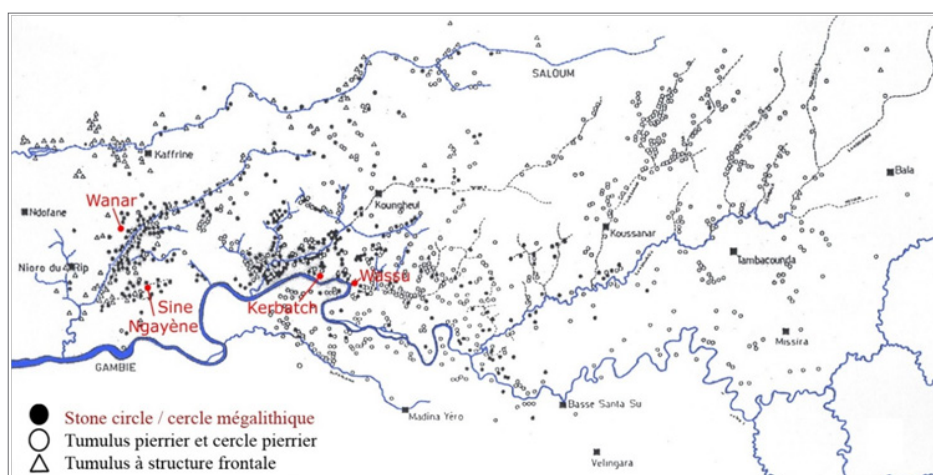 SALOUM
Kaffrine
Bala
Wanar
Ndofane
Koungheul
Koussanar
Tambacounda
Nioro du Rip
Wassu
Sine
Ngayène
Kerbatch
Missira
GAMBIE
Madina Yéro
Basse Santa Su
Velingara
Stone circle / cercle mégalithique
Tumulus pierrier et cercle pierrier
Tumulus à structure frontale